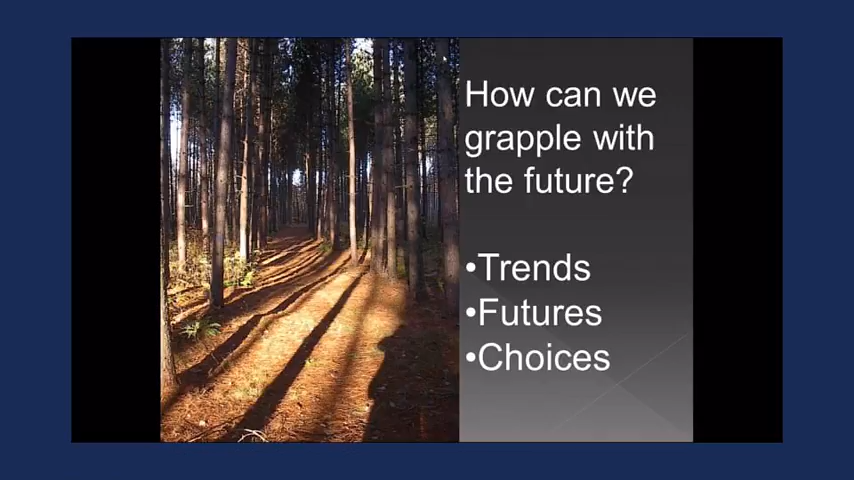 How can we
grapple with
the future?
•Trends
•Futures
•Choices